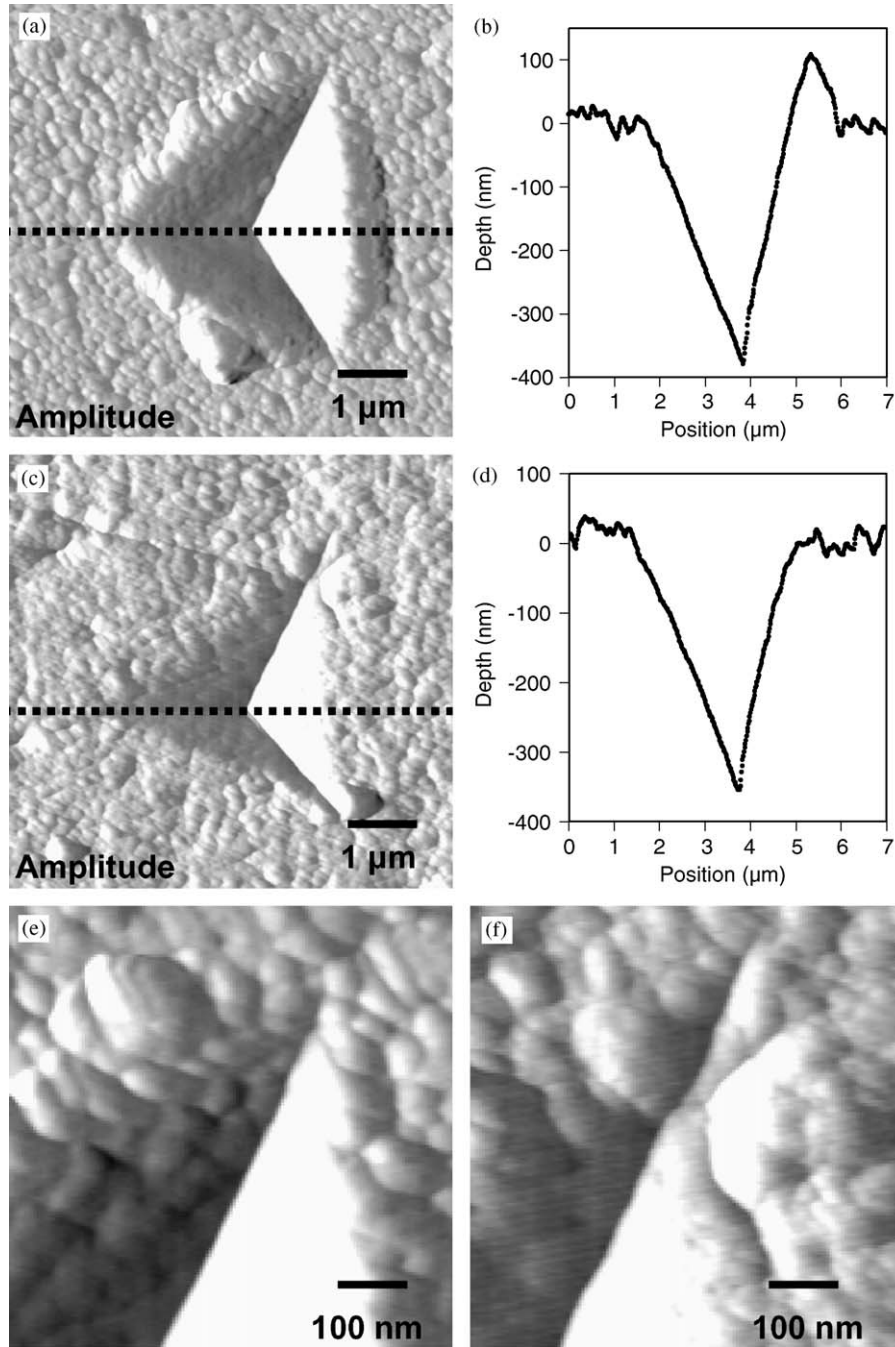 (a)
1 μm
Amplitude
(b)
Depth (nm)
100
0
-100
-200
-300
-400
0 1 2 3 4 5 6 7
Position (μm)
(c)
1 μm
Amplitude
(d)
Depth (nm)
100
0
-100
-200
-300
-400
0 1 2 3 4 5 6 7
Position (μm)
(e)
100 nm
(f)
100 nm